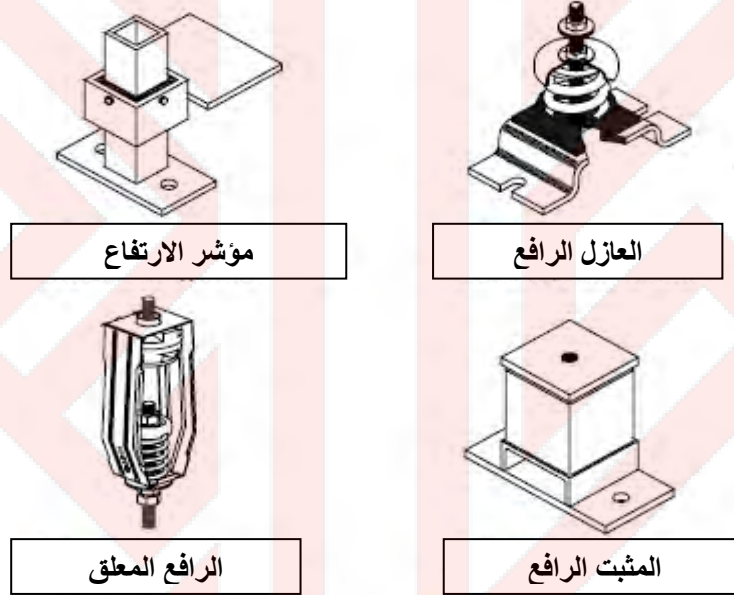 العازل الرافع
مؤشر الارتفاع
المثبت الرافع
الرافع المعلق